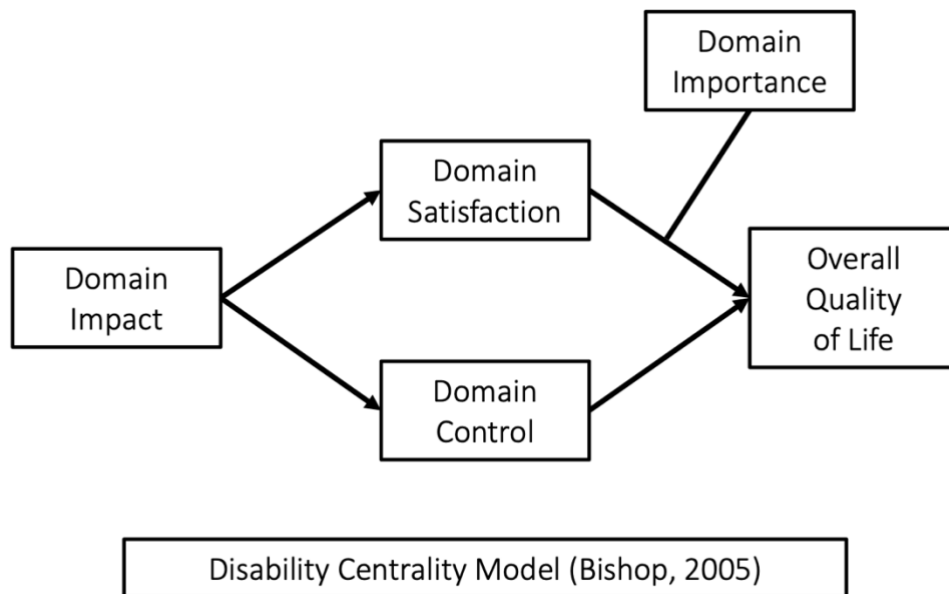 Domain
Importance
Domain
Satisfaction
Domain
Impact
Overall
Quality
of Life
Domain
Control
Disability Centrality Model (Bishop, 2005)